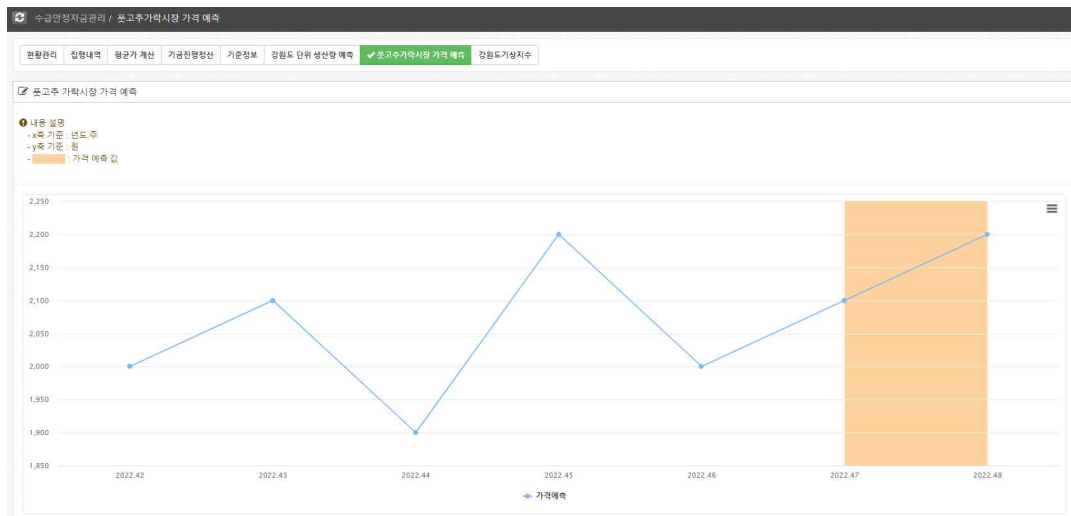 수급안정자금관리 / 풋고추가락시장 가격 예측
현황관리 집행내역 평균가 계산 기금진행정산 기준정보 강원도 단위 생산량 예측 풋고추가락시장 가격 예측 강원도기상지수
풋고추 가락시장 가격 예측
내용 설명
- x축 기준 : 년도.주
- y축 기준 : 원
- : 가격 예측 값
2,250
2,200
2,150
2,100
2,050
2,000
1,950
1,900
1,850
2022.42 2022.43 2022.44 2022.45 2022.46 2022.47 2022.48
가격예측